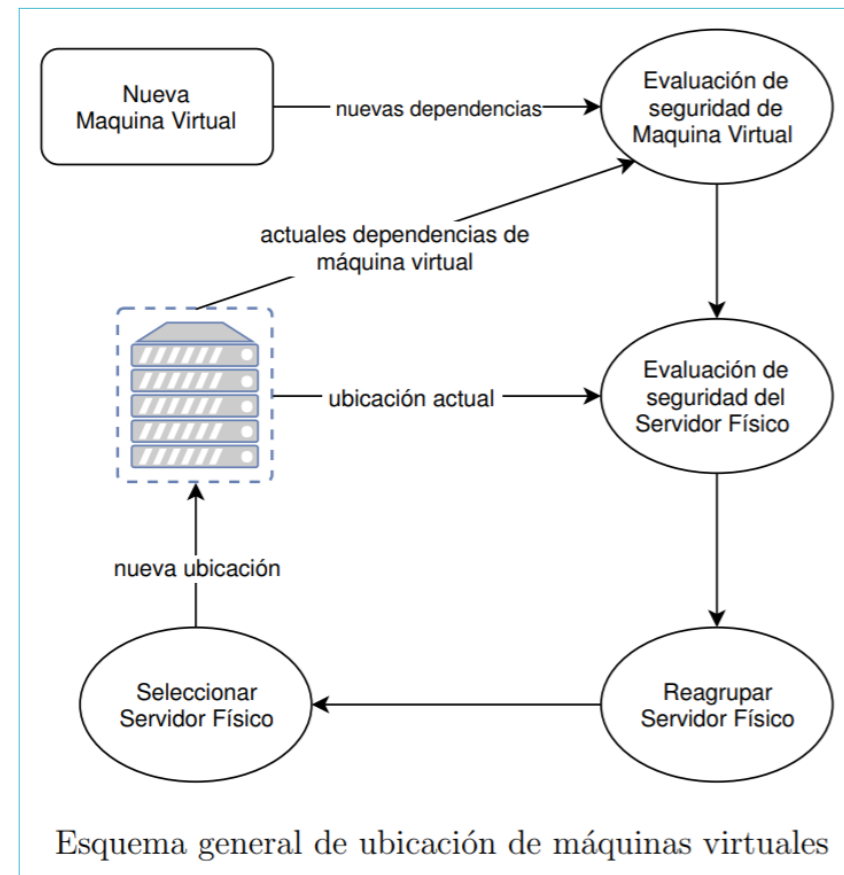 Nueva
Maquina Virtual
nuevas dependencias
Evaluación de
seguridad de
Maquina Virtual
actuales dependencias de
máquina virtual
ubicación actual
Evaluación de
seguridad del
Servidor Físico
nueva ubicación
Seleccionar
Servidor Físico
Reagrupar
Servidor Físico
Esquema general de ubicación de máquinas virtuales